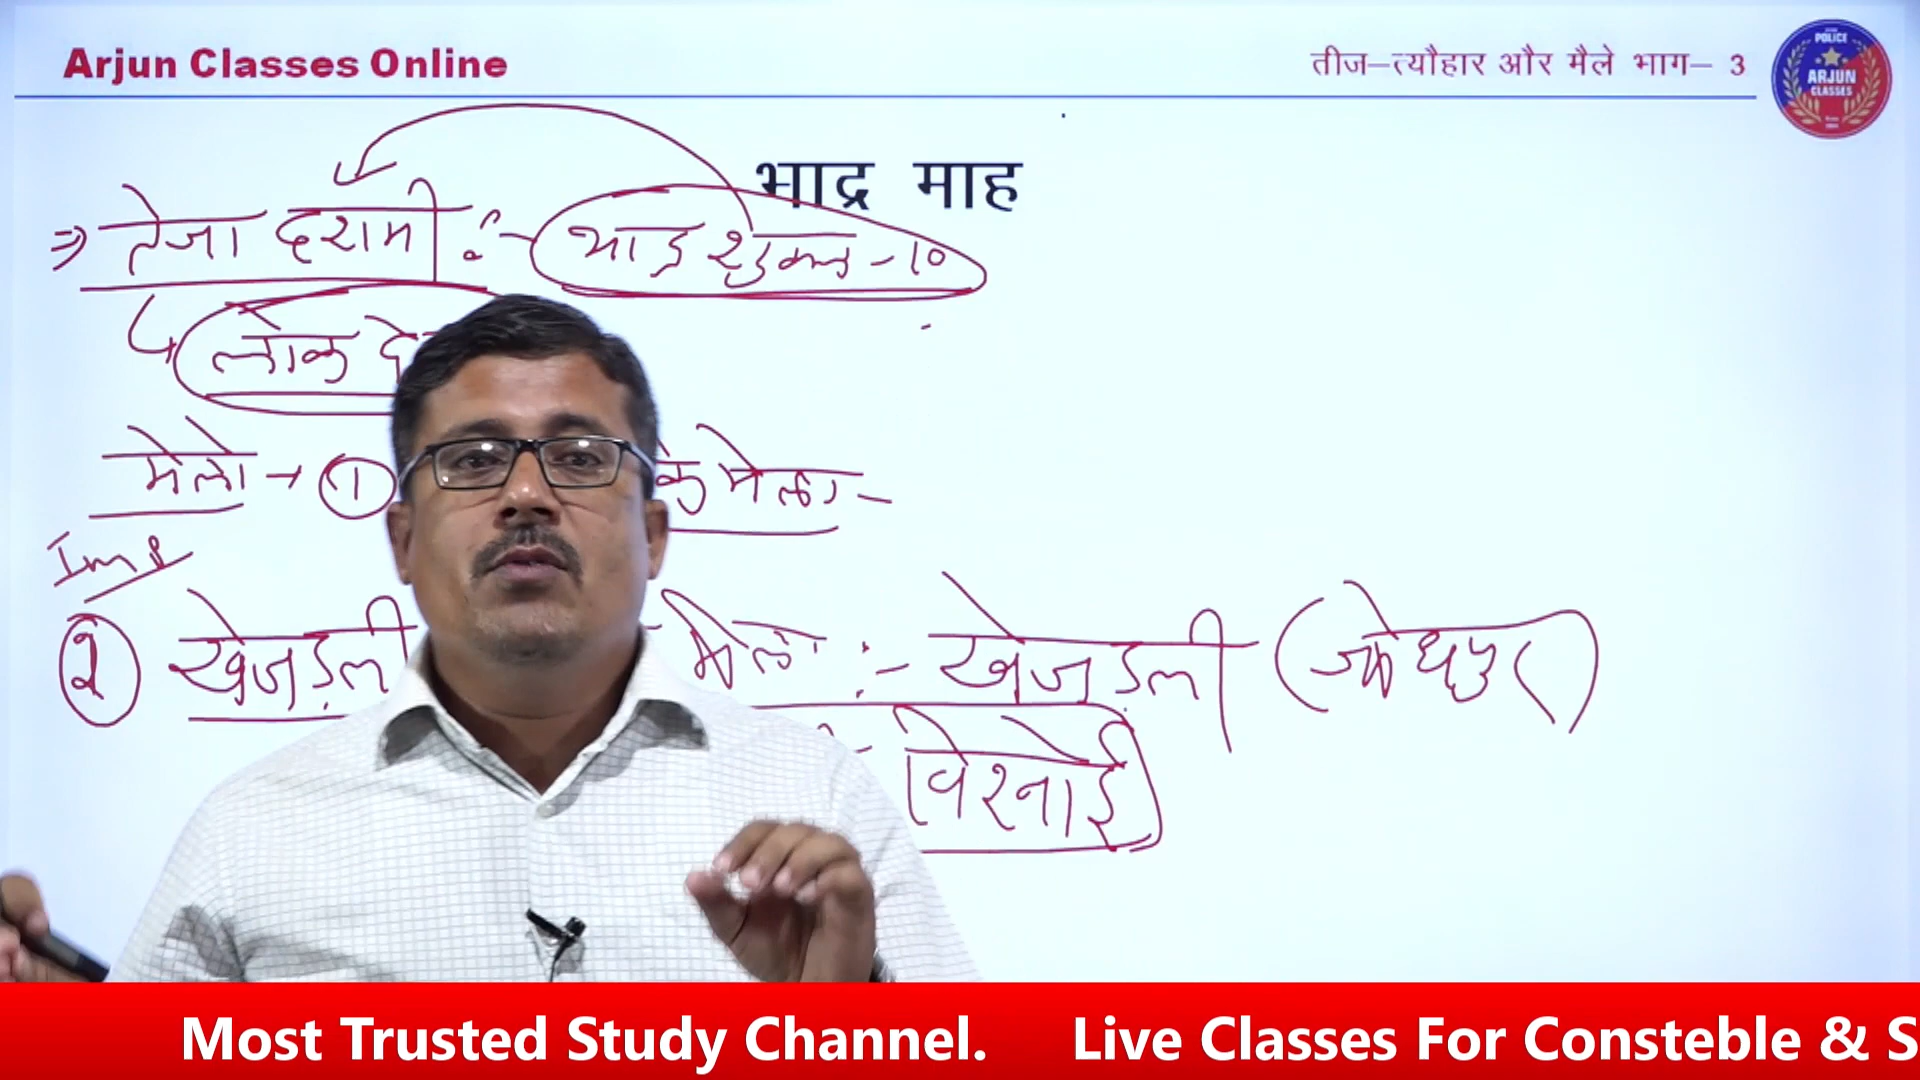 Arjun Classes Online
तीज–त्यौहार और मैले भाग– 3
POLICE
ARJUN
CLASSES
भाद्र माह
⇒ तेजा दशमी :- भाद्र शुक्ल -10
लोक दे
मेला → 1 के मेला -
Imp
2 खेजड़ली मेला :- खेजड़ली (जोधपुर)
विश्नोई
Most Trusted Study Channel. Live Classes For Consteble & S